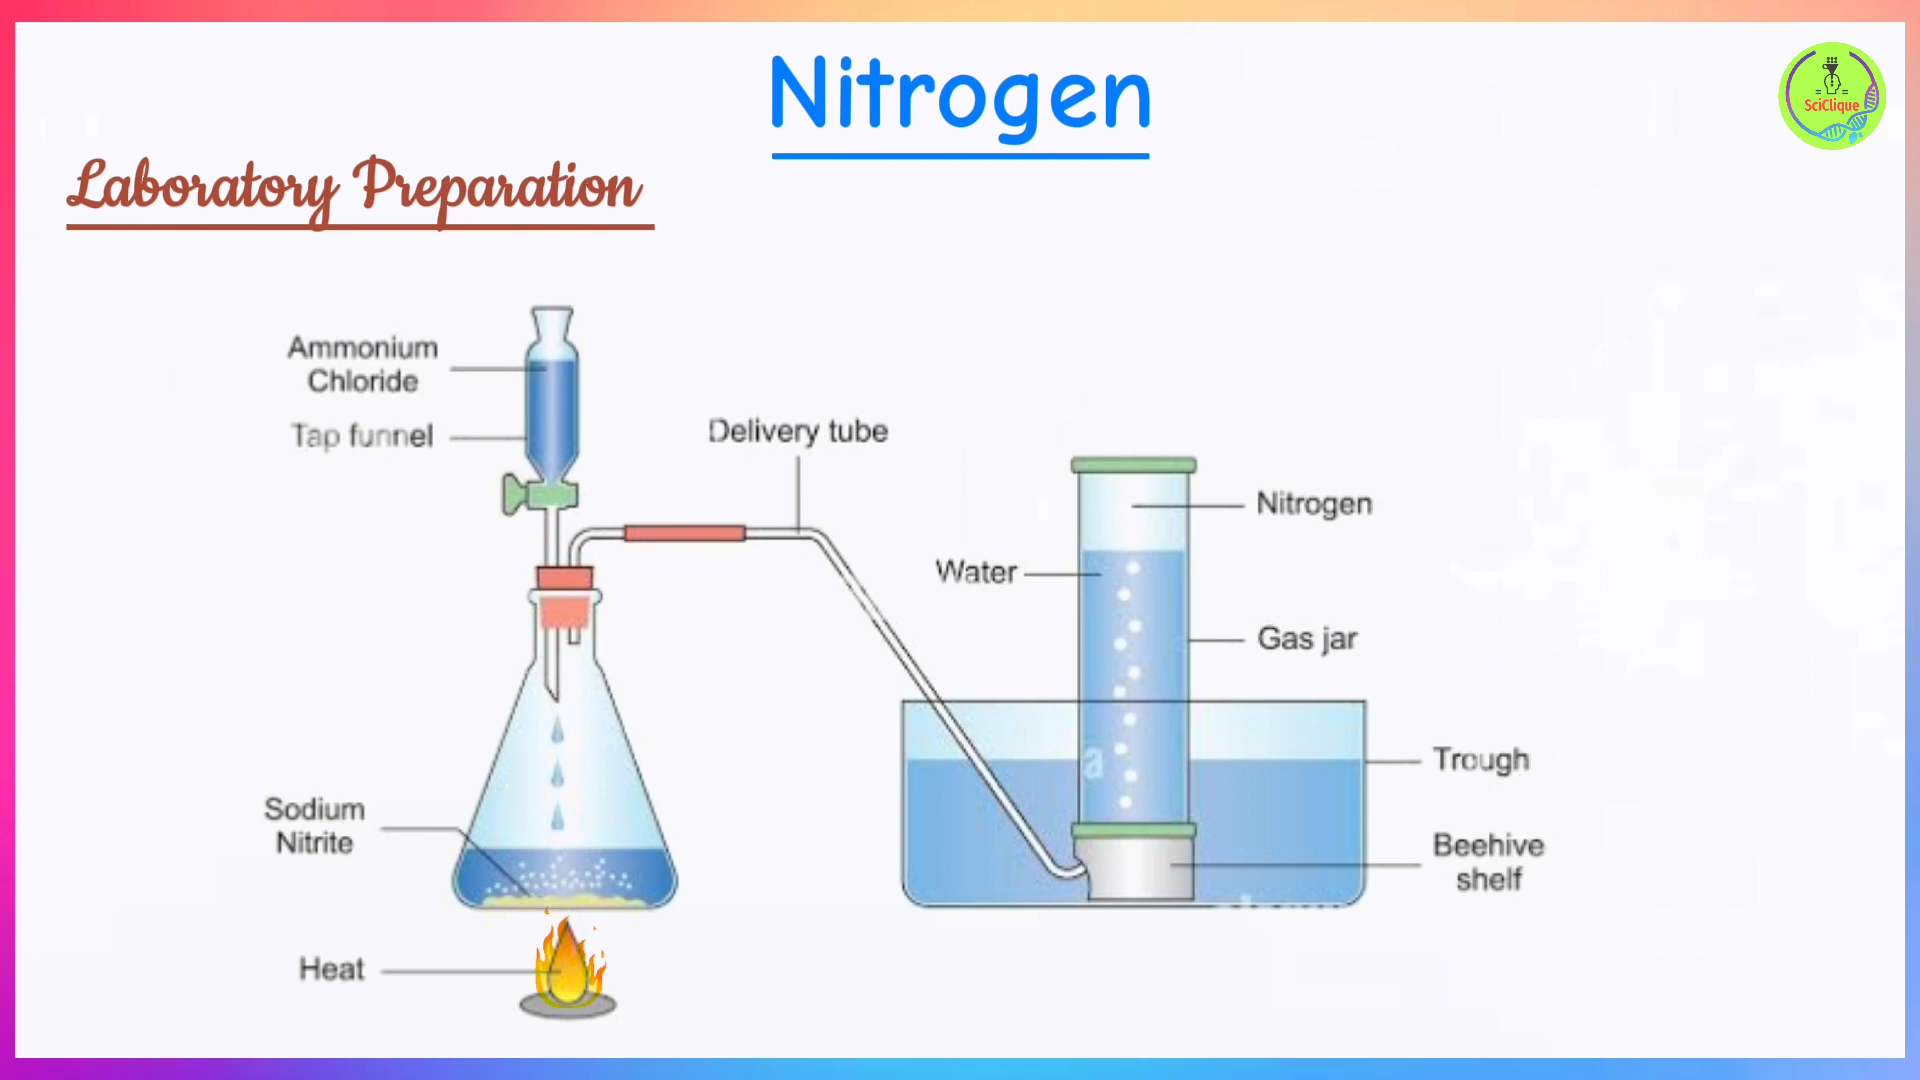 Nitrogen
SciClique
Laboratory Preparation
Ammonium
Chloride
Tap funnel
Delivery tube
Nitrogen
Water
Gas jar
Trough
Sodium
Nitrite
Beehive
shelf
Heat
a